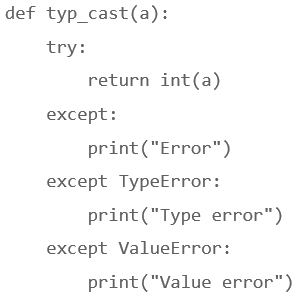 def typ_cast(a):
    try:
        return int(a)
    except:
        print("Error")
    except TypeError:
        print("Type error")
    except ValueError:
        print("Value error")